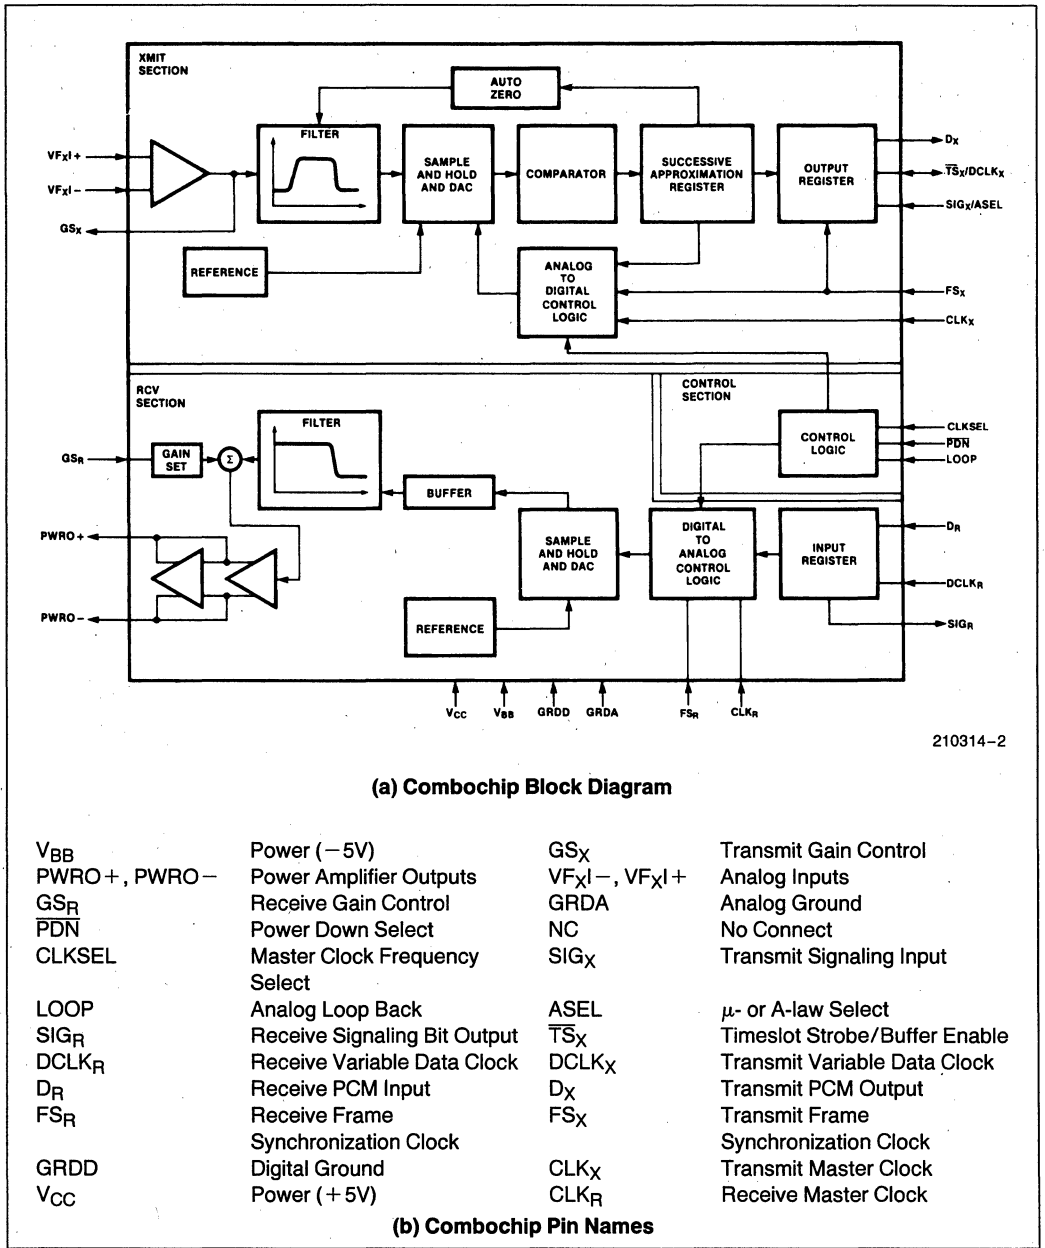 XMIT
SECTION
AUTO
ZERO
FILTER
SAMPLE
AND HOLD
AND DAC
COMPARATOR
SUCCESSIVE
APPROXIMATION
REGISTER
OUTPUT
REGISTER
VFXI+
VFXI−
GSX
DX
TSX/DCLKX
SIGX/ASEL
REFERENCE
ANALOG
TO
DIGITAL
CONTROL
LOGIC
FSX
CLKX
RCV
SECTION
CONTROL
SECTION
FILTER
GSR
GAIN
SET
Σ
BUFFER
CONTROL
LOGIC
CLKSEL
PDN
LOOP
PWRO+
PWRO−
SAMPLE
AND HOLD
AND DAC
DIGITAL
TO
ANALOG
CONTROL
LOGIC
INPUT
REGISTER
DR
DCLKR
SIGR
REFERENCE
VCC VBB GRDD GRDA FSR CLKR
210314–2
(a) Combochip Block Diagram
VBB Power (−5V) GSX Transmit Gain Control
PWRO+, PWRO− Power Amplifier Outputs VFXI−, VFXI+ Analog Inputs
GSR Receive Gain Control GRDA Analog Ground
PDN Power Down Select NC No Connect
CLKSEL Master Clock Frequency SIGX Transmit Signaling Input
Select
LOOP Analog Loop Back ASEL μ- or A-law Select
SIGR Receive Signaling Bit Output TSX Timeslot Strobe/Buffer Enable
DCLKR Receive Variable Data Clock DCLKX Transmit Variable Data Clock
DR Receive PCM Input DX Transmit PCM Output
FSR Receive Frame FSX Transmit Frame
Synchronization Clock Synchronization Clock
GRDD Digital Ground CLKX Transmit Master Clock
VCC Power (+5V) CLKR Receive Master Clock
(b) Combochip Pin Names